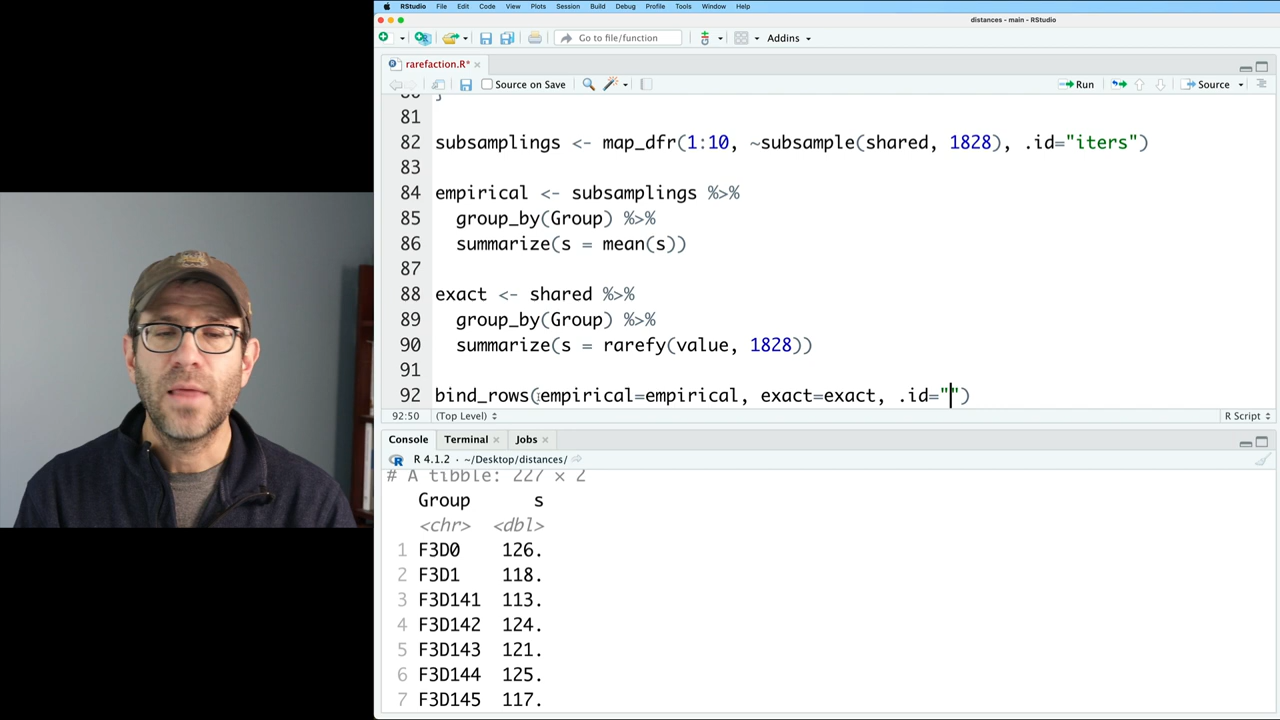 RStudio File Edit Code View Plots Session Build Debug Profile Tools Window Help
distances - main - RStudio
Go to file/function Addins
rarefaction.R*
Source on Save Run Source
81
82 subsamplings <- map_dfr(1:10, ~subsample(shared, 1828), .id="iters")
83
84 empirical <- subsamplings %>%
85 group_by(Group) %>%
86 summarize(s = mean(s))
87
88 exact <- shared %>%
89 group_by(Group) %>%
90 summarize(s = rarefy(value, 1828))
91
92 bind_rows(empirical=empirical, exact=exact, .id="")
92:50 (Top Level) R Script
Console Terminal Jobs
R 4.1.2 · ~/Desktop/distances/
# A tibble: 227 × 2
Group s
<chr> <dbl>
1 F3D0 126.
2 F3D1 118.
3 F3D141 113.
4 F3D142 124.
5 F3D143 121.
6 F3D144 125.
7 F3D145 117.